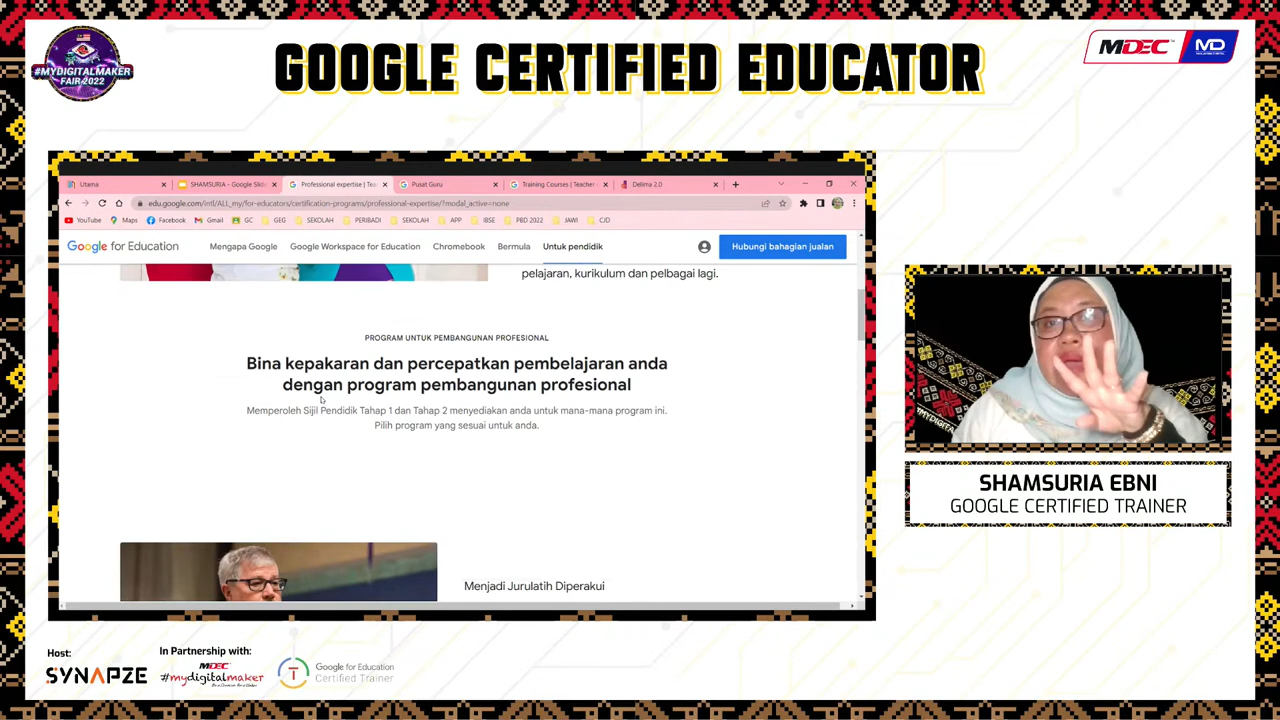 #MYDIGITALMAKER
FAIR 2022
GOOGLE CERTIFIED EDUCATOR
MDEC
MD
Utama
SHAMSURIA - Google Slide
Professional expertise | Tea
Pusat Guru
Training Courses | Teacher
Delima 2.0
edu.google.com/intl/ALL_my/for-educators/certification-programs/professional-expertise/?modal_active=none
YouTube
Maps
Facebook
Gmail
GC
GEG
SEKOLAH
PERIBADI
SEKOLAH
APP
IBSE
PBD 2022
JAWI
CJD
Google for Education
Mengapa Google
Google Workspace for Education
Chromebook
Bermula
Untuk pendidik
Hubungi bahagian jualan
pelajaran, kurikulum dan pelbagai lagi.
PROGRAM UNTUK PEMBANGUNAN PROFESIONAL
Bina kepakaran dan percepatkan pembelajaran anda
dengan program pembangunan profesional
Memperoleh Sijil Pendidik Tahap 1 dan Tahap 2 menyediakan anda untuk mana-mana program ini.
Pilih program yang sesuai untuk anda.
Menjadi Jurulatih Diperakui
#MYDIGIT
SHAMSURIA EBNI
GOOGLE CERTIFIED TRAINER
Host:
SYNAPZE
In Partnership with:
MDEC
#mydigitalmaker
T
Google for Education
Certified Trainer